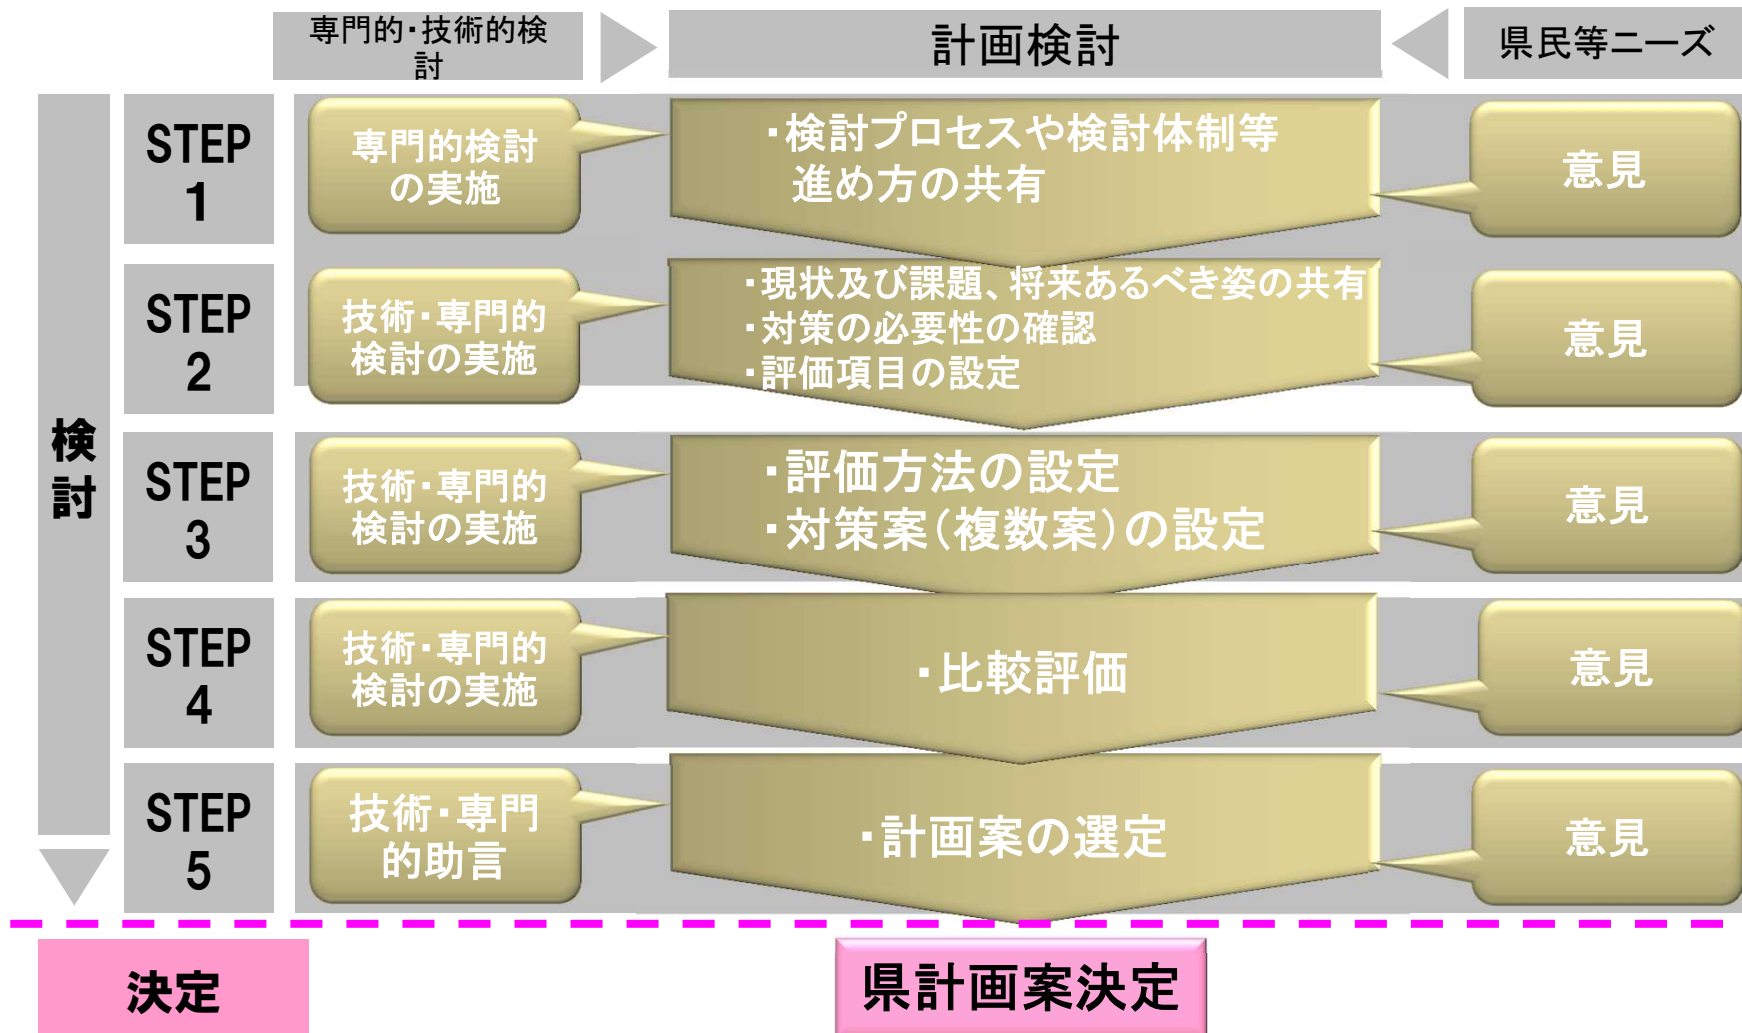 専門的・技術的検
討
計画検討
県民等ニーズ
検
討
STEP
1
専門的検討
の実施
・検討プロセスや検討体制等
進め方の共有
意見
STEP
2
技術・専門的
検討の実施
・現状及び課題、将来あるべき姿の共有
・対策の必要性の確認
・評価項目の設定
意見
STEP
3
技術・専門的
検討の実施
・評価方法の設定
・対策案（複数案）の設定
意見
STEP
4
技術・専門的
検討の実施
・比較評価
意見
STEP
5
技術・専門
的助言
・計画案の選定
意見
決定
県計画案決定